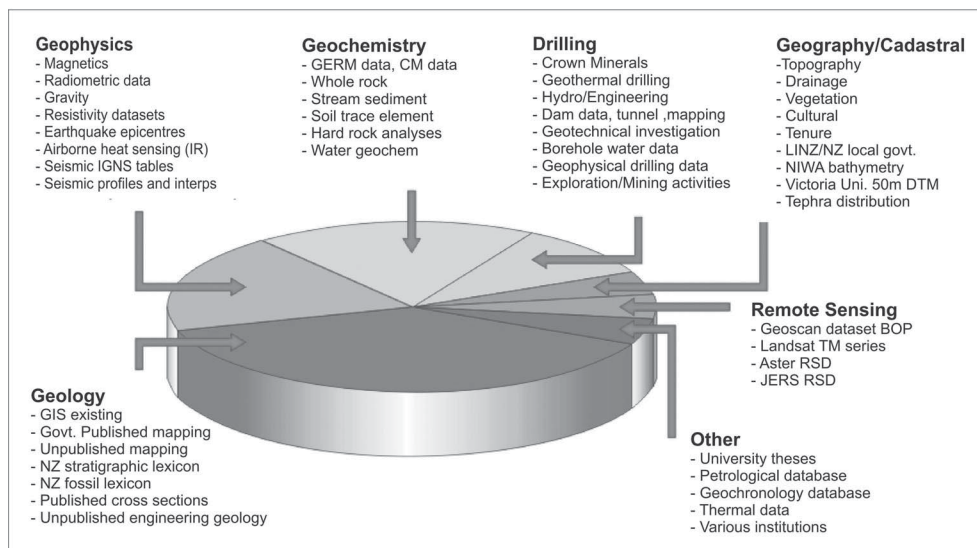 Geophysics
- Magnetics
- Radiometric data
- Gravity
- Resistivity datasets
- Earthquake epicentres
- Airborne heat sensing (IR)
- Seismic IGNS tables
- Seismic profiles and interps
Geochemistry
- GERM data, CM data
- Whole rock
- Stream sediment
- Soil trace element
- Hard rock analyses
- Water geochem
Drilling
- Crown Minerals
- Geothermal drilling
- Hydro/Engineering
- Dam data, tunnel ,mapping
- Geotechnical investigation
- Borehole water data
- Geophysical drilling data
- Exploration/Mining activities
Geography/Cadastral
-Topography
- Drainage
- Vegetation
- Cultural
- Tenure
- LINZ/NZ local govt.
- NIWA bathymetry
- Victoria Uni. 50m DTM
- Tephra distribution
Remote Sensing
- Geoscan dataset BOP
- Landsat TM series
- Aster RSD
- JERS RSD
Geology
- GIS existing
- Govt. Published mapping
- Unpublished mapping
- NZ stratigraphic lexicon
- NZ fossil lexicon
- Published cross sections
- Unpublished engineering geology
Other
- University theses
- Petrological database
- Geochronology database
- Thermal data
- Various institutions